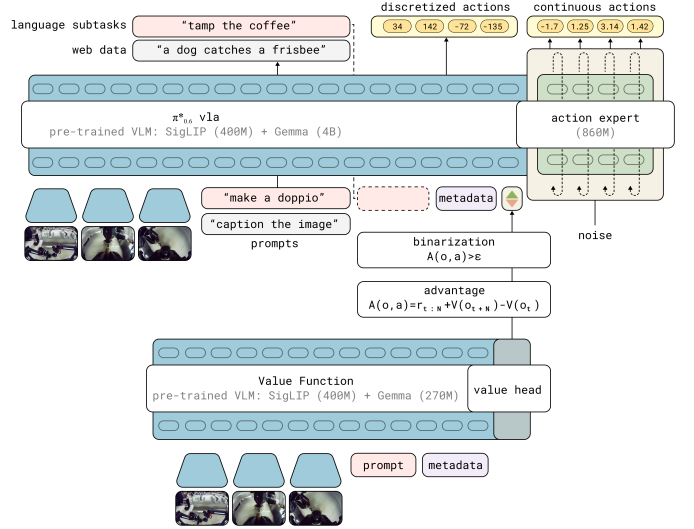 language subtasks
"tamp the coffee"
web data
"a dog catches a frisbee"
discretized actions
34 142 -72 -135
continuous actions
-1.7 1.25 3.14 1.42
π*0.6 vla
pre-trained VLM: SigLIP (400M) + Gemma (4B)
action expert
(860M)
"make a doppio"
metadata
"caption the image"
prompts
noise
binarization
A(o,a)>ε
advantage
A(o,a)=rt:N+V(ot+N)-V(ot)
Value Function
pre-trained VLM: SigLIP (400M) + Gemma (270M)
value head
prompt
metadata